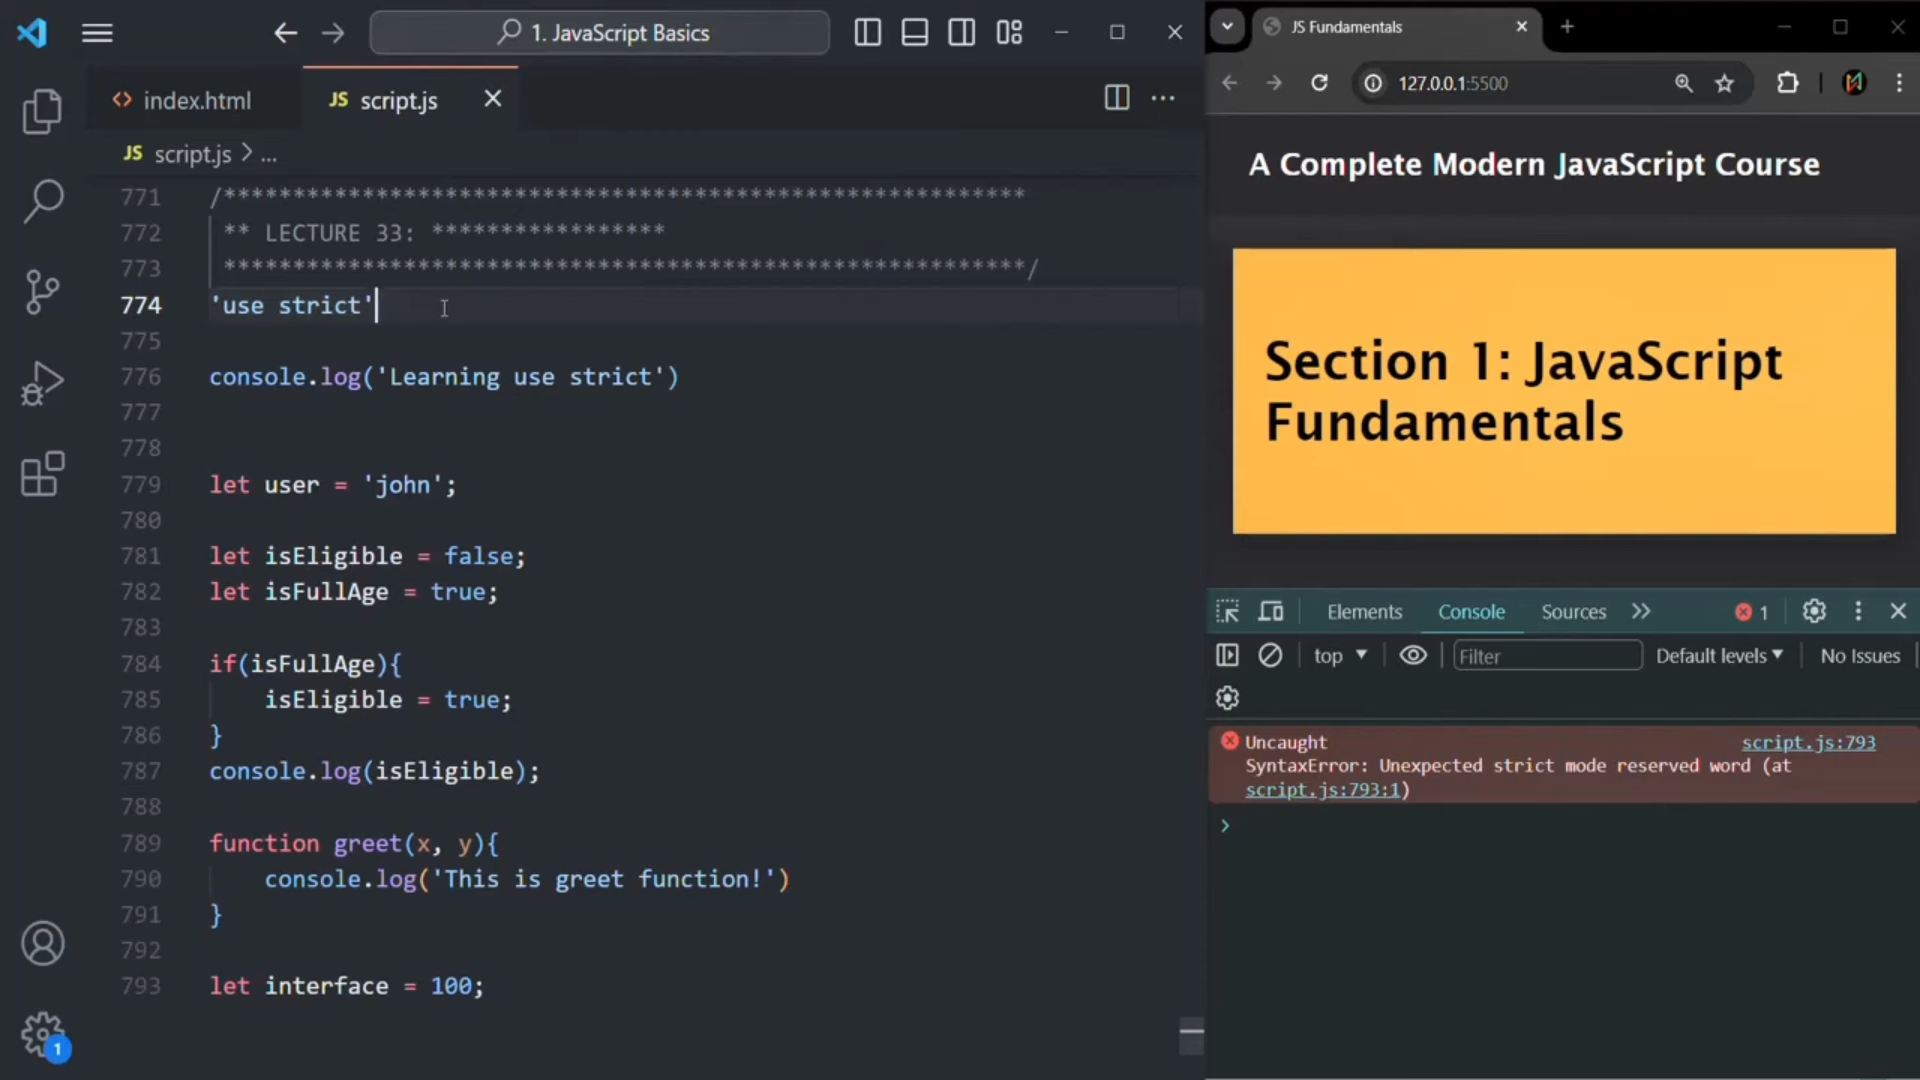 1. JavaScript Basics
index.html
JS script.js
JS script.js > ...
771 /**********************************************************
772 ** LECTURE 33: *****************
773 **********************************************************/
774 'use strict'
775
776 console.log('Learning use strict')
777
778
779 let user = 'john';
780
781 let isEligible = false;
782 let isFullAge = true;
783
784 if(isFullAge){
785 isEligible = true;
786 }
787 console.log(isEligible);
788
789 function greet(x, y){
790 console.log('This is greet function!')
791 }
792
793 let interface = 100;
1
JS Fundamentals
127.0.0.1:5500
A Complete Modern JavaScript Course
Section 1: JavaScript
Fundamentals
Elements Console Sources 1
top Filter Default levels No Issues
Uncaught script.js:793
SyntaxError: Unexpected strict mode reserved word (at
script.js:793:1)